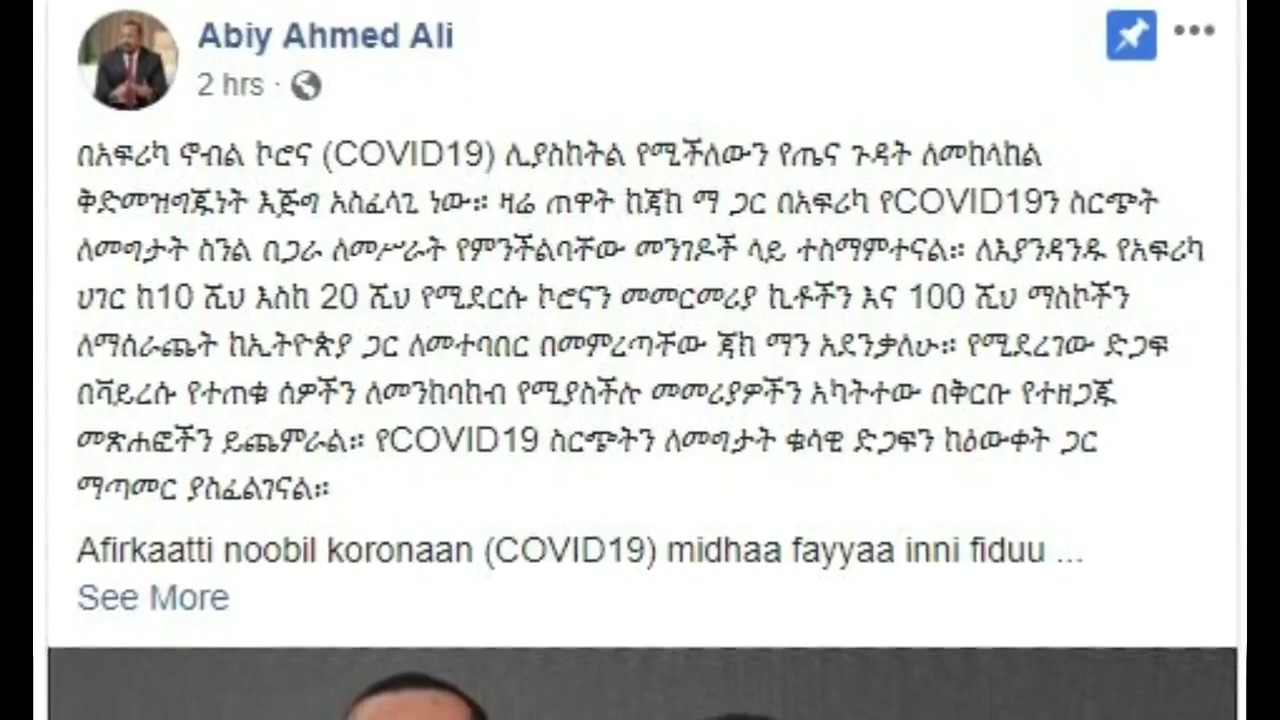 Abiy Ahmed Ali
2 hrs ·
በአፍሪካ ኖብል ኮሮና (COVID19) ሊያስከትል የሚችለውን የጤና ጉዳት ለመከላከል
ቅድመዝግጁነት እጅግ አስፈላጊ ነው። ዛሬ ጠዋት ከጃክ ማ ጋር በአፍሪካ የCOVID19ን ስርጭት
ለመግታት ስንል በጋራ ለመሥራት የምንችልባቸው መንገዶች ላይ ተስማምተናል። ለእያንዳንዱ የአፍሪካ
ሀገር ከ10 ሺህ እስከ 20 ሺህ የሚደርሱ ኮሮናን መመርመሪያ ኪቶችን እና 100 ሺህ ማስኮችን
ለማሰራጨት ከኢትዮጵያ ጋር ለመተባበር በመምረጣቸው ጃክ ማን አደንቃለሁ። የሚደረገው ድጋፍ
በቫይረሱ የተጠቁ ሰዎችን ለመንከባከብ የሚያስችሉ መመሪያዎችን አካትተው በቅርቡ የተዘጋጁ
መጽሐፎችን ይጨምራል። የCOVID19 ስርጭትን ለመግታት ቁሳዊ ድጋፍን ከዕውቀት ጋር
ማጣመር ያስፈልገናል።
Afirkaatti noobil koronaan (COVID19) midhaa fayyaa inni fiduu ...
See More